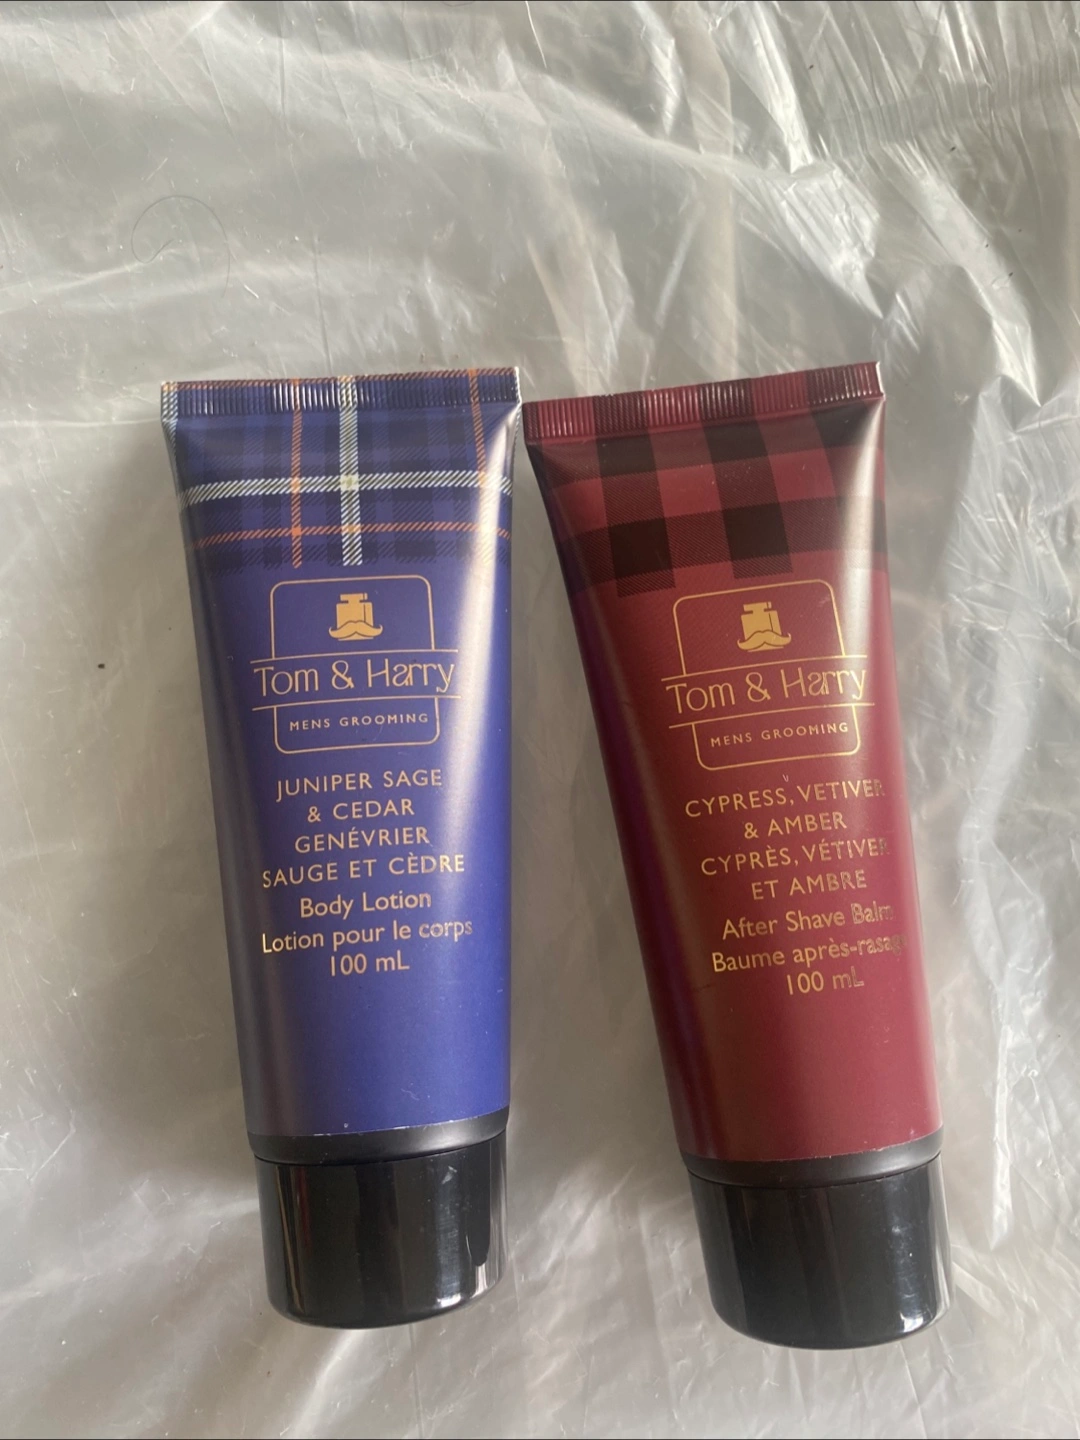 Tom & Harry
MENS GROOMING
JUNIPER SAGE
& CEDAR
GENÉVRIER
SAUGE ET CÈDRE
Body Lotion
Lotion pour le corps
100 mL
Tom & Harry
MENS GROOMING
CYPRESS, VETIVER
& AMBER
CYPRÈS, VÉTIVER
ET AMBRE
After Shave Balm
Baume après-rasage
100 mL